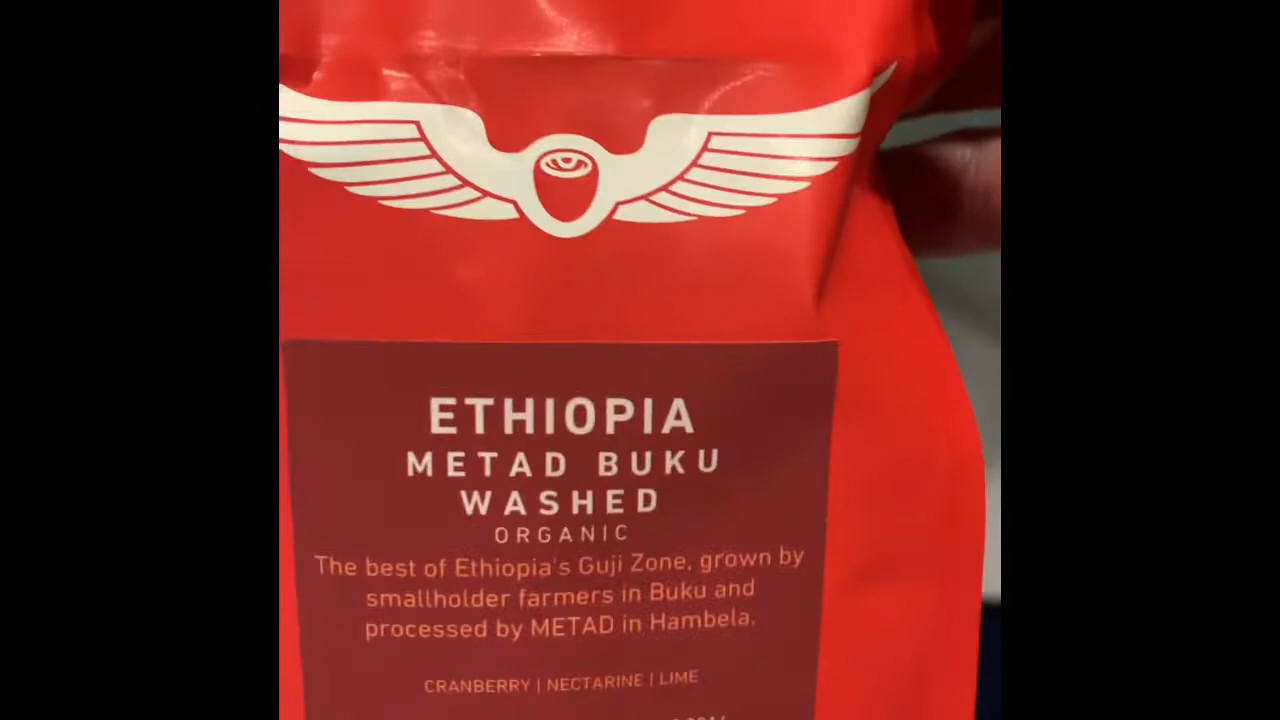 ETHIOPIA
METAD BUKU
WASHED
ORGANIC
The best of Ethiopia's Guji Zone, grown by
smallholder farmers in Buku and
processed by METAD in Hambela.
CRANBERRY | NECTARINE | LIME